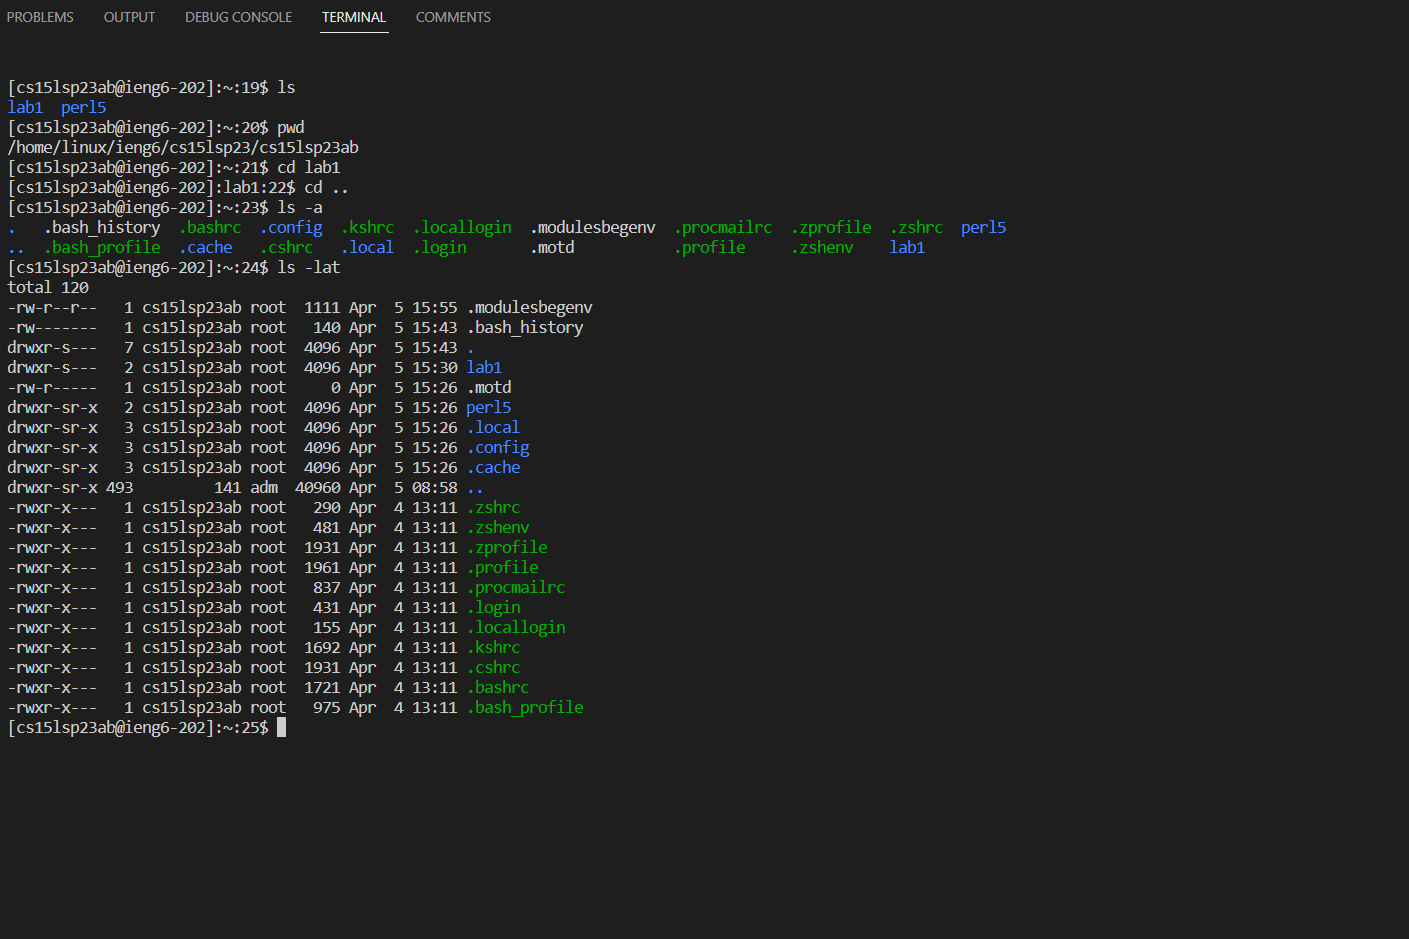 PROBLEMS OUTPUT DEBUG CONSOLE TERMINAL COMMENTS
[cs15lsp23ab@ieng6-202]:~:19$ ls
lab1  perl5
[cs15lsp23ab@ieng6-202]:~:20$ pwd
/home/linux/ieng6/cs15lsp23/cs15lsp23ab
[cs15lsp23ab@ieng6-202]:~:21$ cd lab1
[cs15lsp23ab@ieng6-202]:lab1:22$ cd ..
[cs15lsp23ab@ieng6-202]:~:23$ ls -a
.   .bash_history  .bashrc  .config  .kshrc  .locallogin  .modulesbegenv  .procmailrc  .zprofile  .zshrc  perl5
..  .bash_profile  .cache   .cshrc   .local  .login       .motd           .profile     .zshenv    lab1
[cs15lsp23ab@ieng6-202]:~:24$ ls -lat
total 120
-rw-r--r--   1 cs15lsp23ab root  1111 Apr  5 15:55 .modulesbegenv
-rw-------   1 cs15lsp23ab root   140 Apr  5 15:43 .bash_history
drwxr-s---   7 cs15lsp23ab root  4096 Apr  5 15:43 .
drwxr-s---   2 cs15lsp23ab root  4096 Apr  5 15:30 lab1
-rw-r-----   1 cs15lsp23ab root     0 Apr  5 15:26 .motd
drwxr-sr-x   2 cs15lsp23ab root  4096 Apr  5 15:26 perl5
drwxr-sr-x   3 cs15lsp23ab root  4096 Apr  5 15:26 .local
drwxr-sr-x   3 cs15lsp23ab root  4096 Apr  5 15:26 .config
drwxr-sr-x   3 cs15lsp23ab root  4096 Apr  5 15:26 .cache
drwxr-sr-x 493         141 adm  40960 Apr  5 08:58 ..
-rwxr-x---   1 cs15lsp23ab root   290 Apr  4 13:11 .zshrc
-rwxr-x---   1 cs15lsp23ab root   481 Apr  4 13:11 .zshenv
-rwxr-x---   1 cs15lsp23ab root  1931 Apr  4 13:11 .zprofile
-rwxr-x---   1 cs15lsp23ab root  1961 Apr  4 13:11 .profile
-rwxr-x---   1 cs15lsp23ab root   837 Apr  4 13:11 .procmailrc
-rwxr-x---   1 cs15lsp23ab root   431 Apr  4 13:11 .login
-rwxr-x---   1 cs15lsp23ab root   155 Apr  4 13:11 .locallogin
-rwxr-x---   1 cs15lsp23ab root  1692 Apr  4 13:11 .kshrc
-rwxr-x---   1 cs15lsp23ab root  1931 Apr  4 13:11 .cshrc
-rwxr-x---   1 cs15lsp23ab root  1721 Apr  4 13:11 .bashrc
-rwxr-x---   1 cs15lsp23ab root   975 Apr  4 13:11 .bash_profile
[cs15lsp23ab@ieng6-202]:~:25$